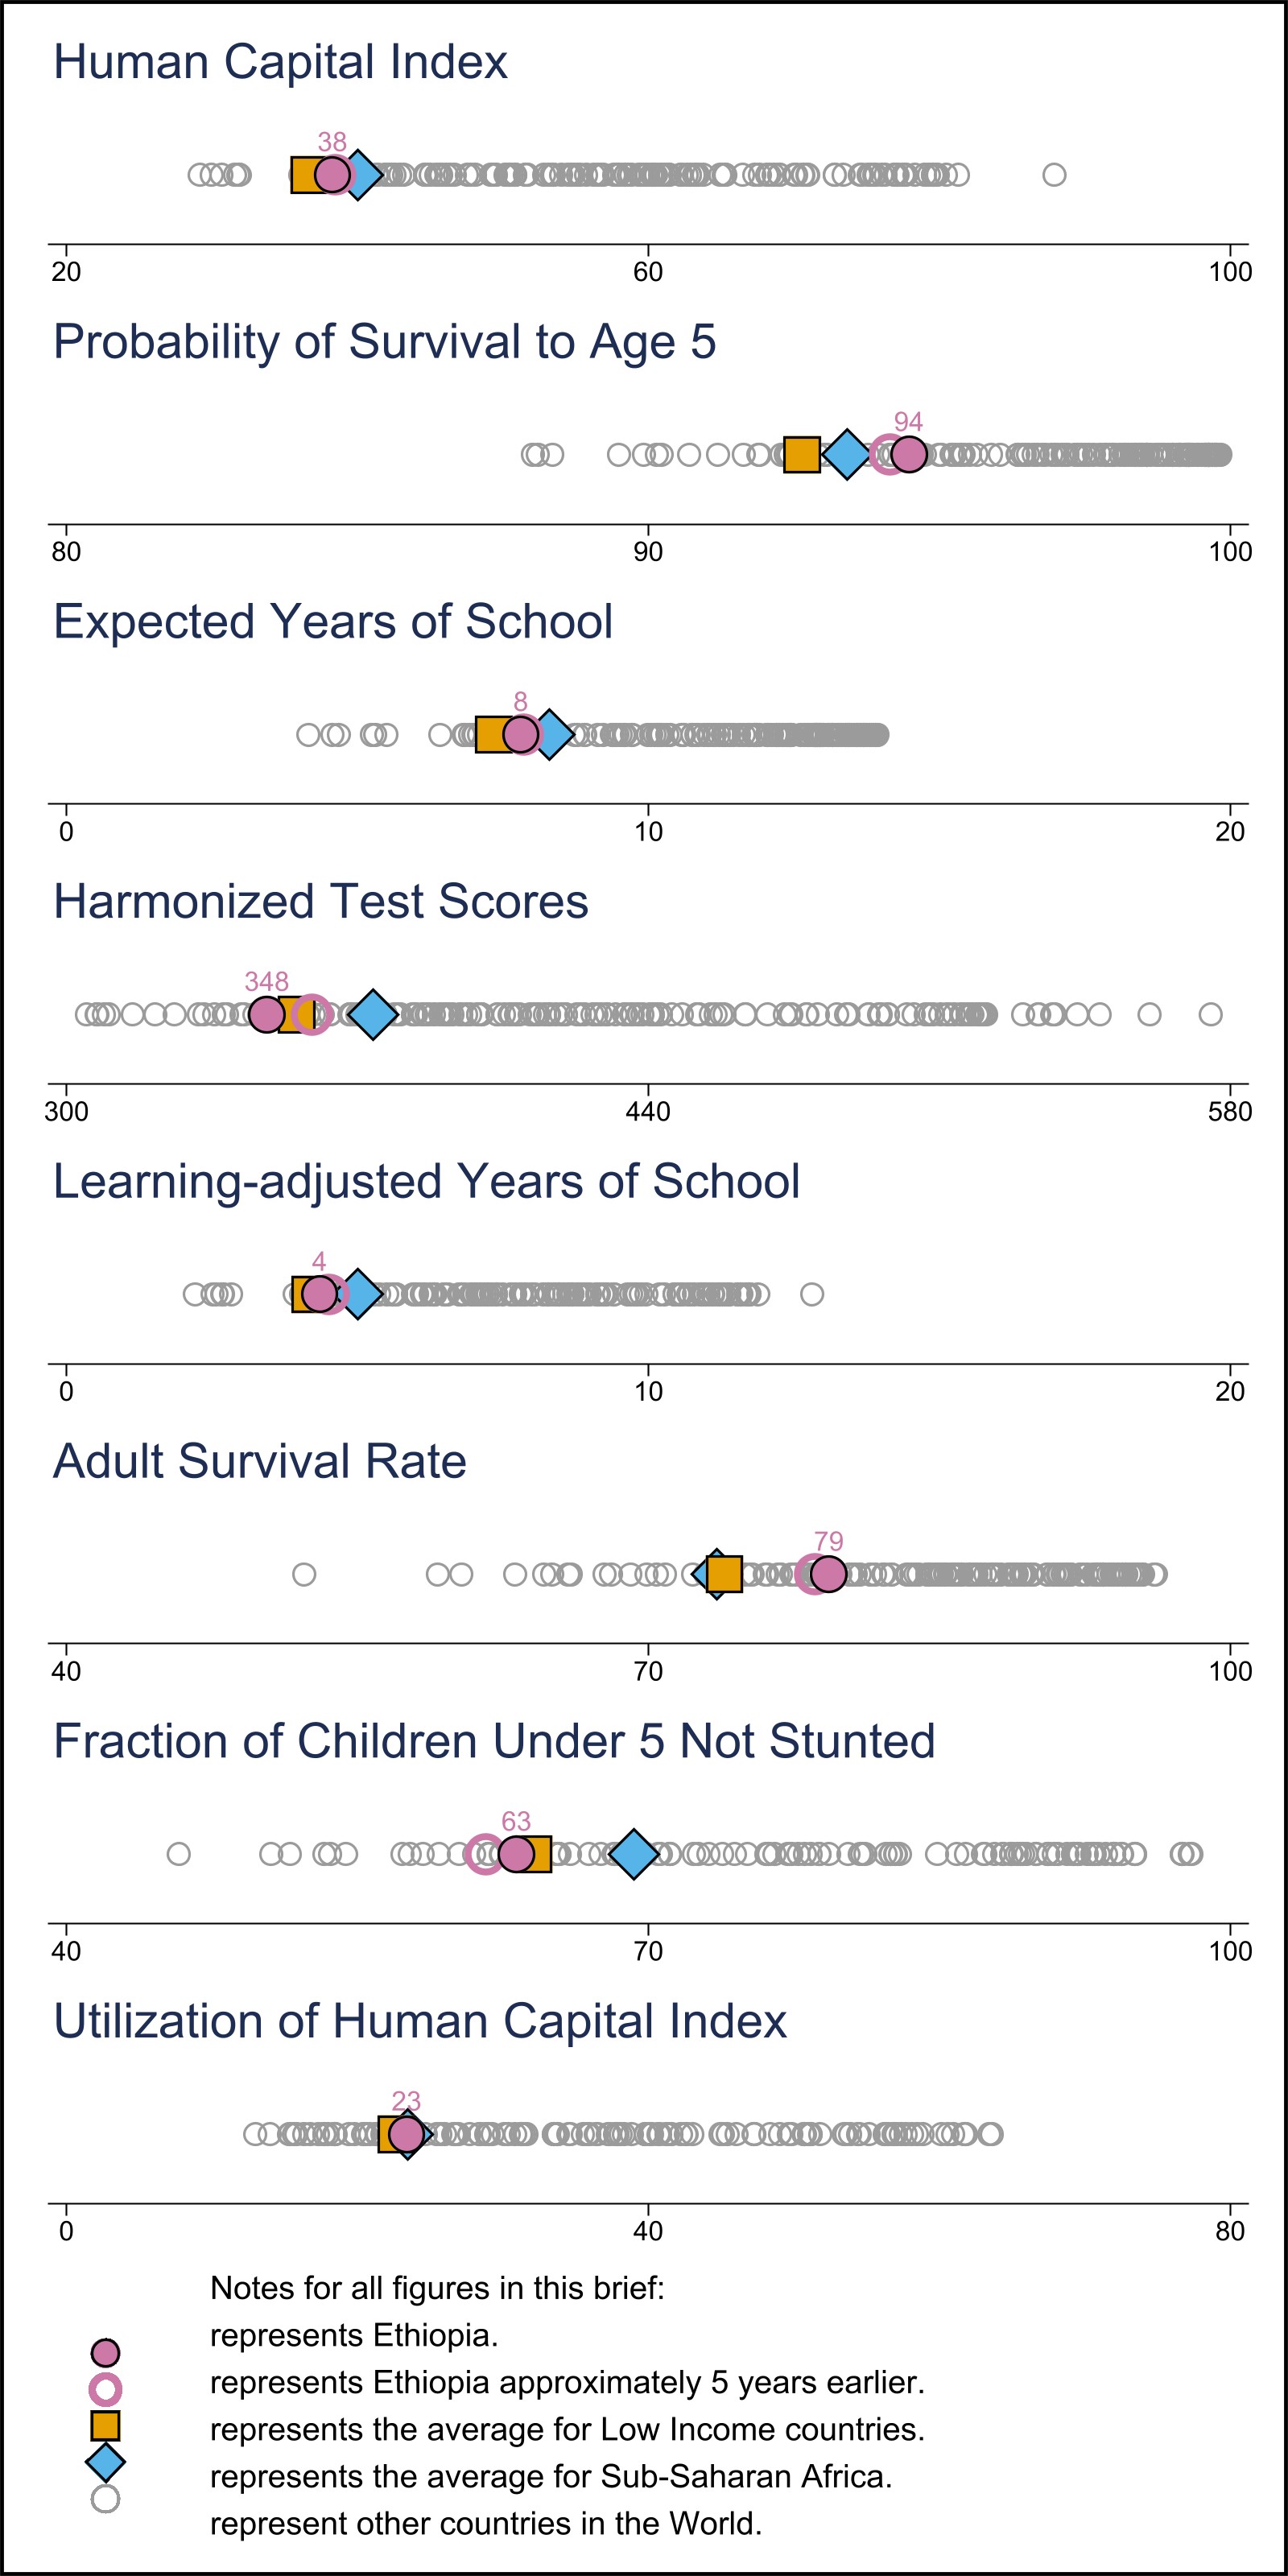 Human Capital Index
38
20 60 100
Probability of Survival to Age 5
94
80 90 100
Expected Years of School
8
0 10 20
Harmonized Test Scores
348
300 440 580
Learning-adjusted Years of School
4
0 10 20
Adult Survival Rate
79
40 70 100
Fraction of Children Under 5 Not Stunted
63
40 70 100
Utilization of Human Capital Index
23
0 40 80
Notes for all figures in this brief:
represents Ethiopia.
represents Ethiopia approximately 5 years earlier.
represents the average for Low Income countries.
represents the average for Sub-Saharan Africa.
represent other countries in the World.